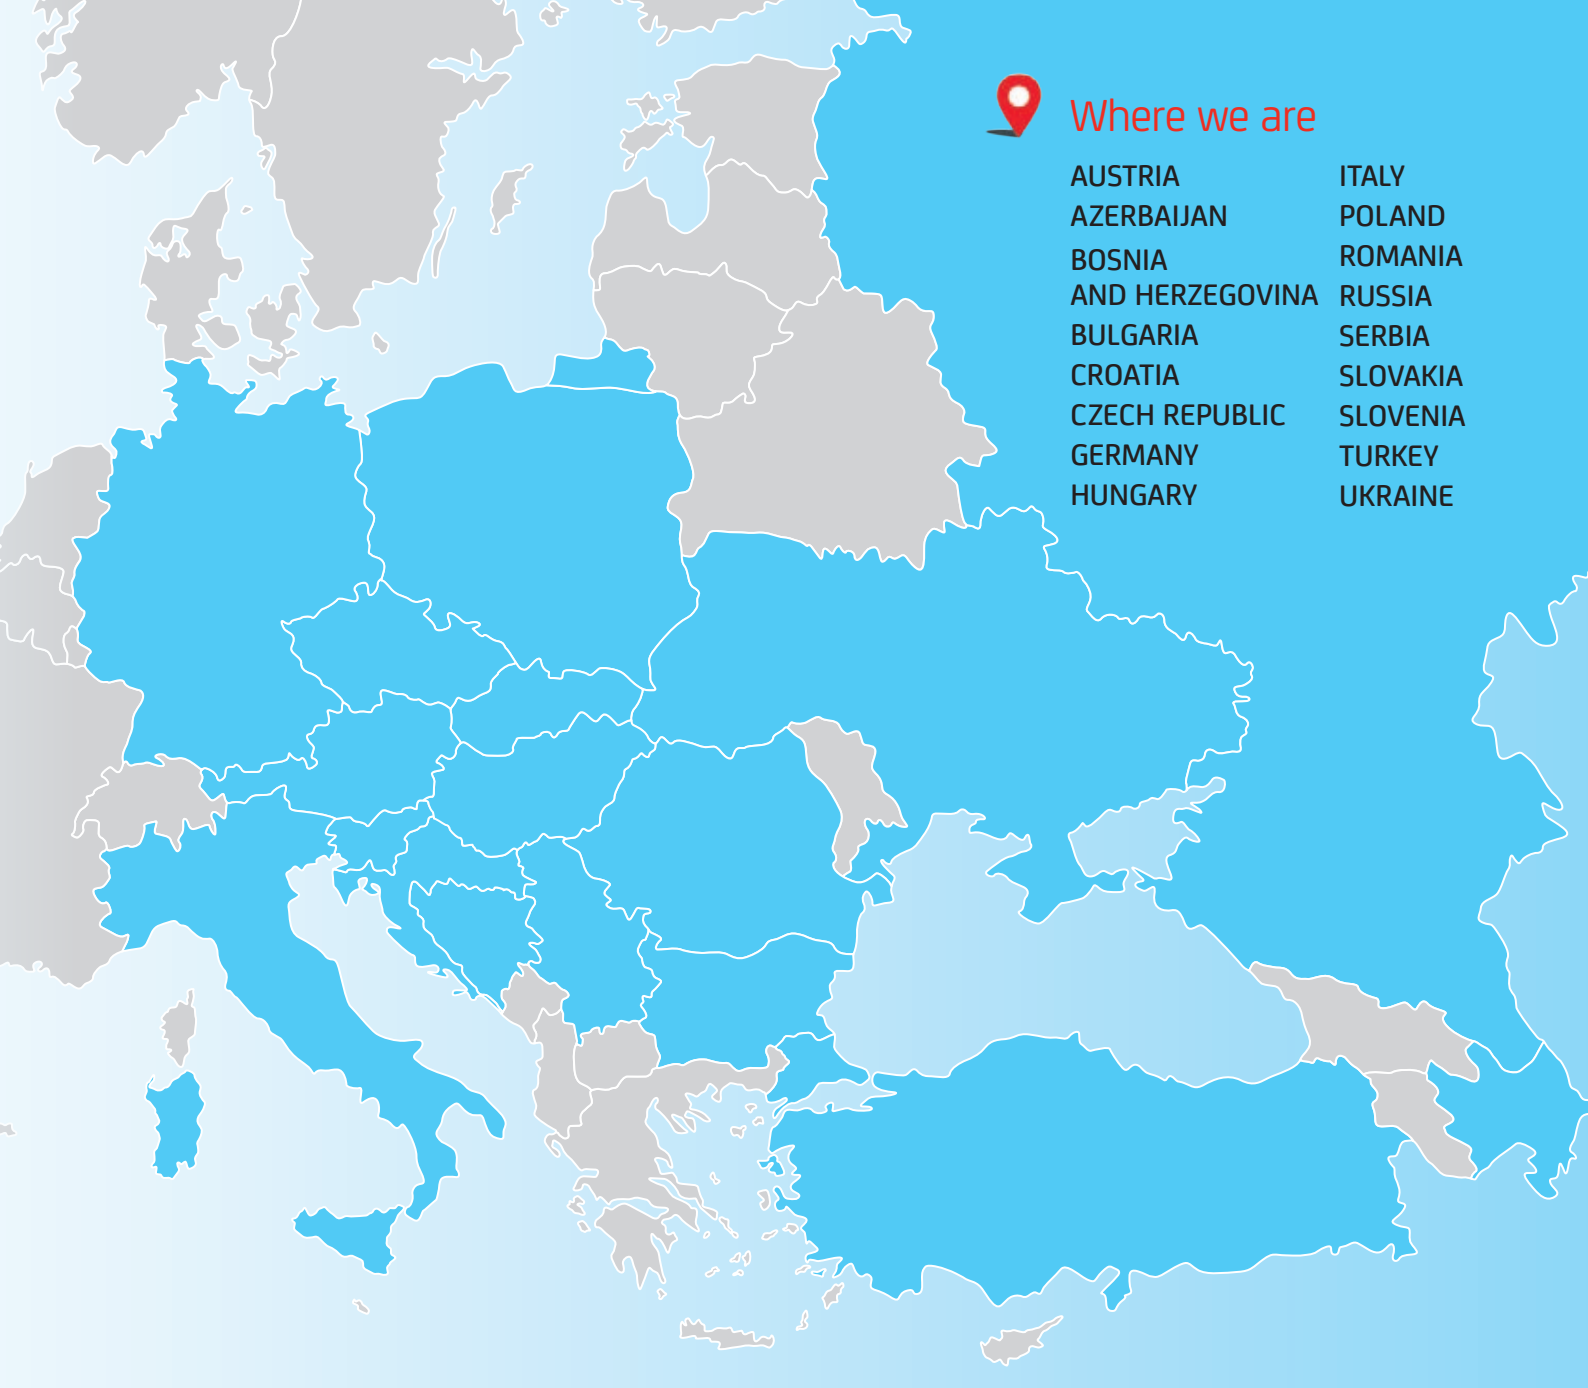 Where we are
AUSTRIA
AZERBAIJAN
BOSNIA
AND HERZEGOVINA
BULGARIA
CROATIA
CZECH REPUBLIC
GERMANY
HUNGARY
ITALY
POLAND
ROMANIA
RUSSIA
SERBIA
SLOVAKIA
SLOVENIA
TURKEY
UKRAINE